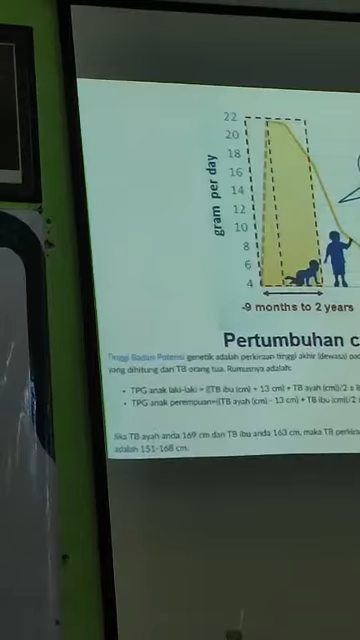 22
20
18
16
14
12
10
8
6
4
gram per day
-9 months to 2 years
Pertumbuhan
Tinggi Badan Potensi genetik adalah perkiraan tinggi akhir (dewasa)
yang dihitung dari TB orang tua. Rumusnya adalah:
• TPG anak laki-laki = ((TB ibu (cm) + 13 cm) + TB ayah (cm))/2 ±
• TPG anak perempuan=((TB ayah (cm) - 13 cm) + TB ibu (cm))/2
Jika TB ayah anda 169 cm dan TB ibu anda 163 cm, maka TB
adalah 151-168 cm.